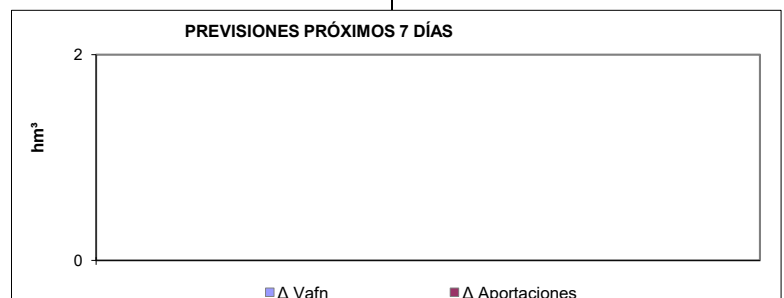 PREVISIONES PRÓXIMOS 7 DÍAS
2
hm³
0
Δ Vafn Δ Aportaciones